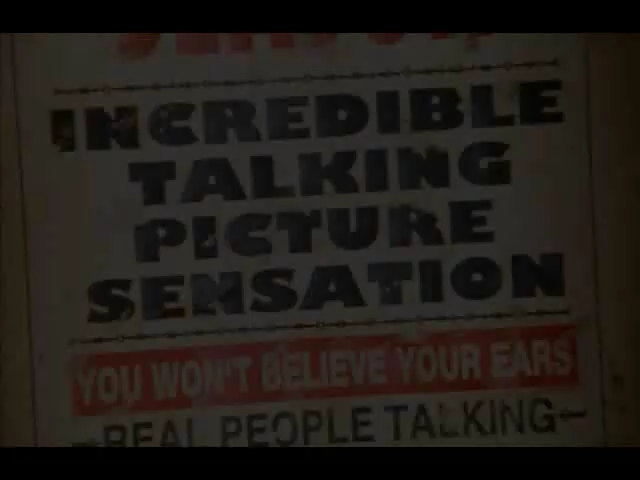 INCREDIBLE
TALKING
PICTURE
SENSATION
YOU WON'T BELIEVE YOUR EARS
REAL PEOPLE TALKING